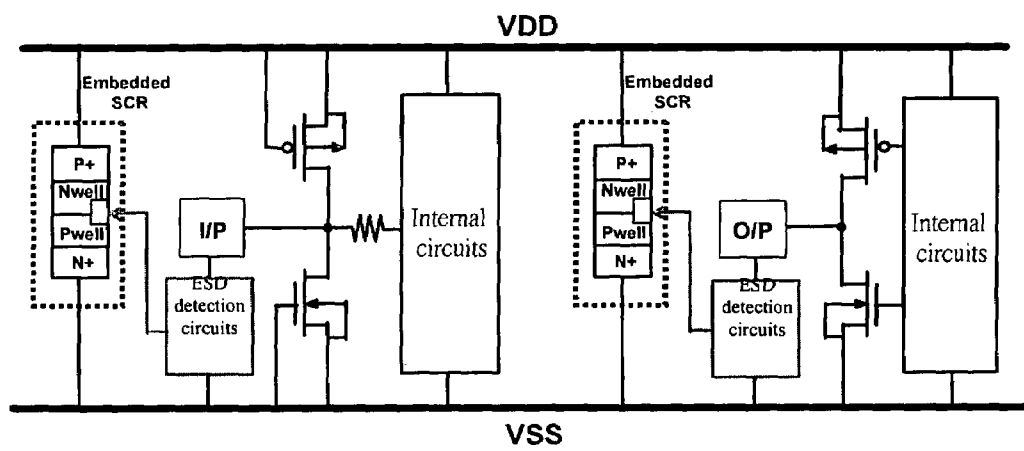 VDD
Embedded
SCR
P+
Nwell
Pwell
N+
I/P
ESD
detection
circuits
Internal
circuits
Embedded
SCR
P+
Nwell
Pwell
N+
O/P
ESD
detection
circuits
Internal
circuits
VSS